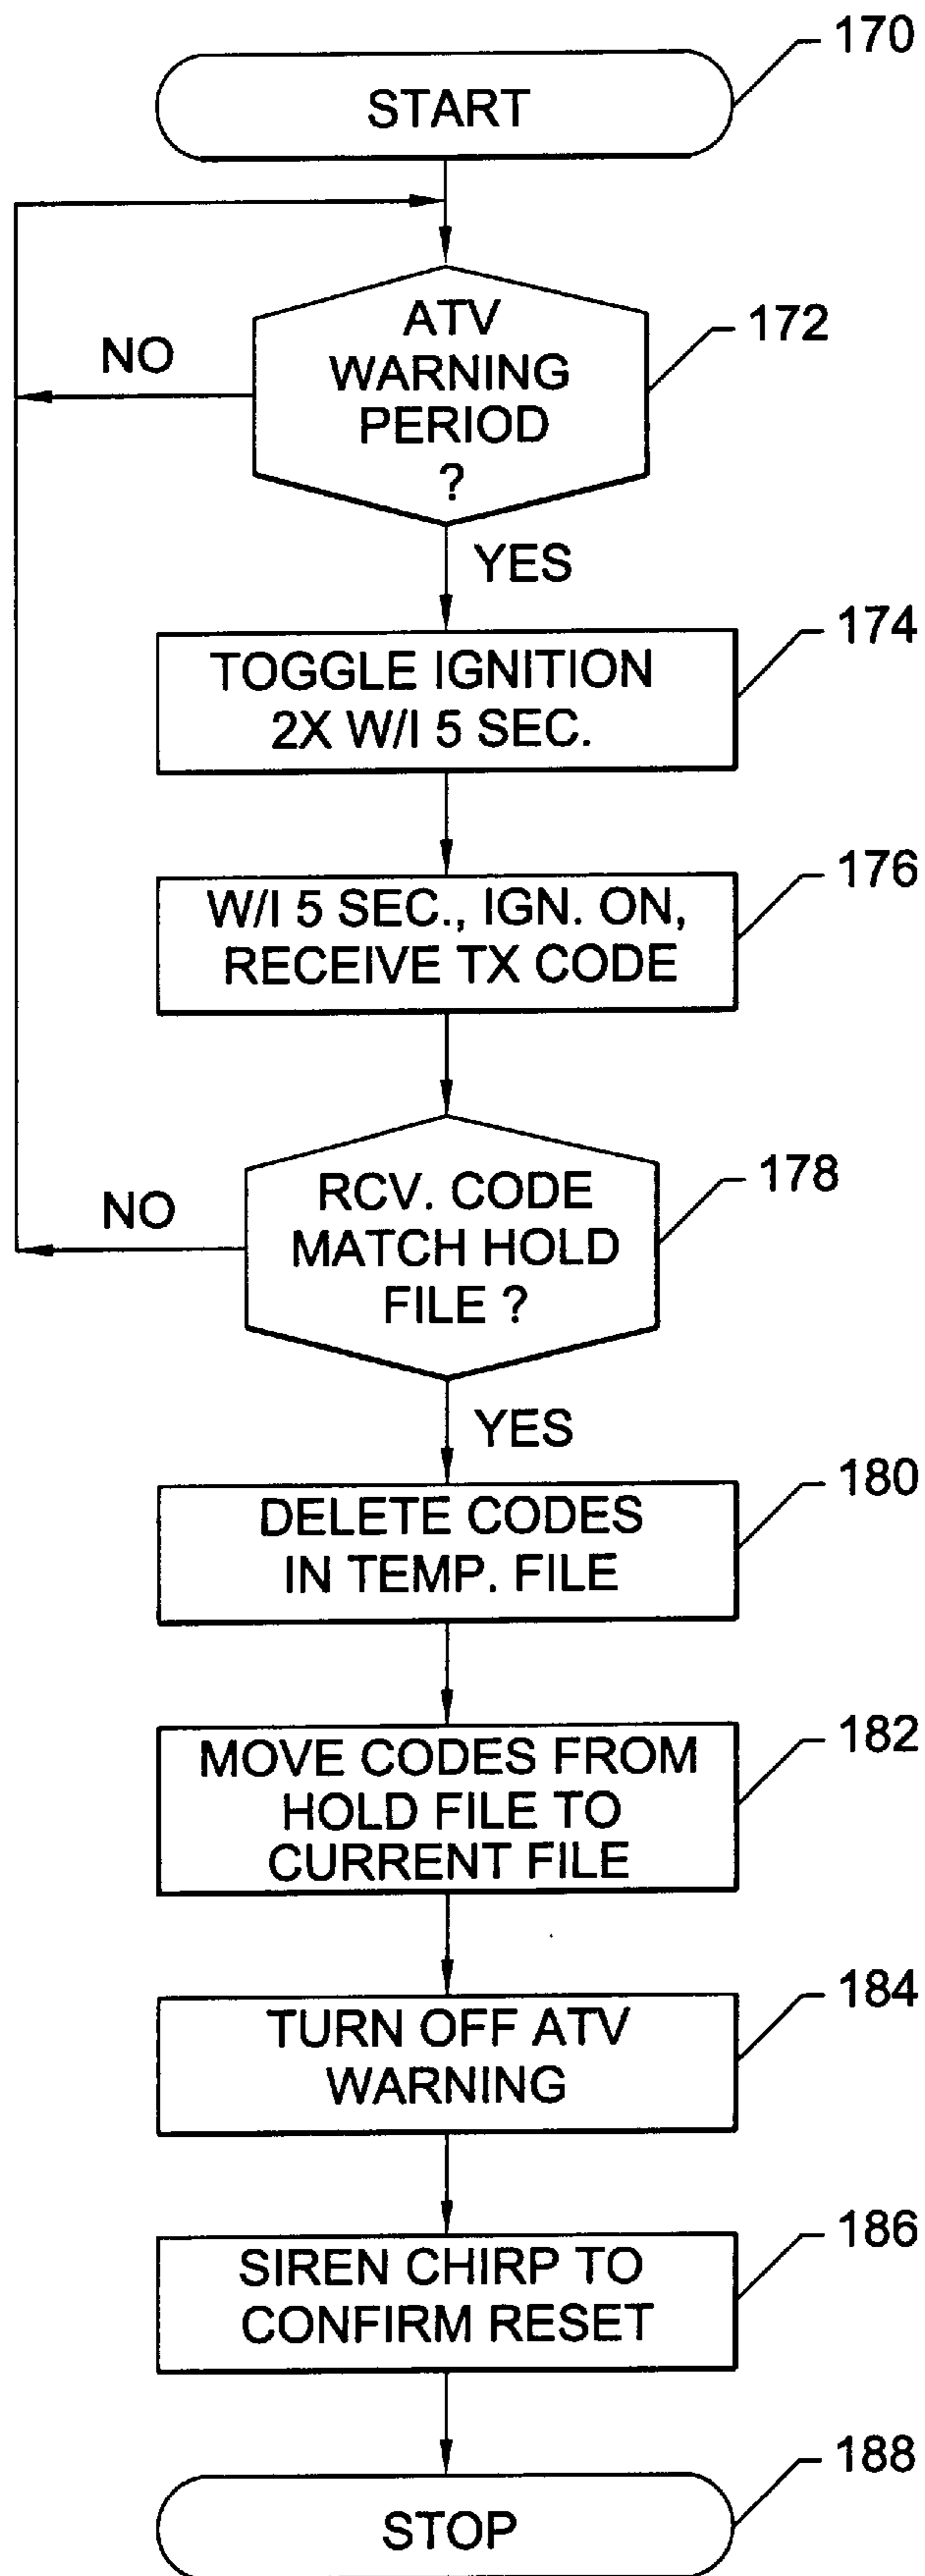 170
START
ATV
WARNING
PERIOD
?
172
NO
YES
174
TOGGLE IGNITION
2X W/I 5 SEC.
176
W/I 5 SEC., IGN. ON,
RECEIVE TX CODE
178
RCV. CODE
MATCH HOLD
FILE ?
NO
YES
180
DELETE CODES
IN TEMP. FILE
182
MOVE CODES FROM
HOLD FILE TO
CURRENT FILE
184
TURN OFF ATV
WARNING
186
SIREN CHIRP TO
CONFIRM RESET
188
STOP